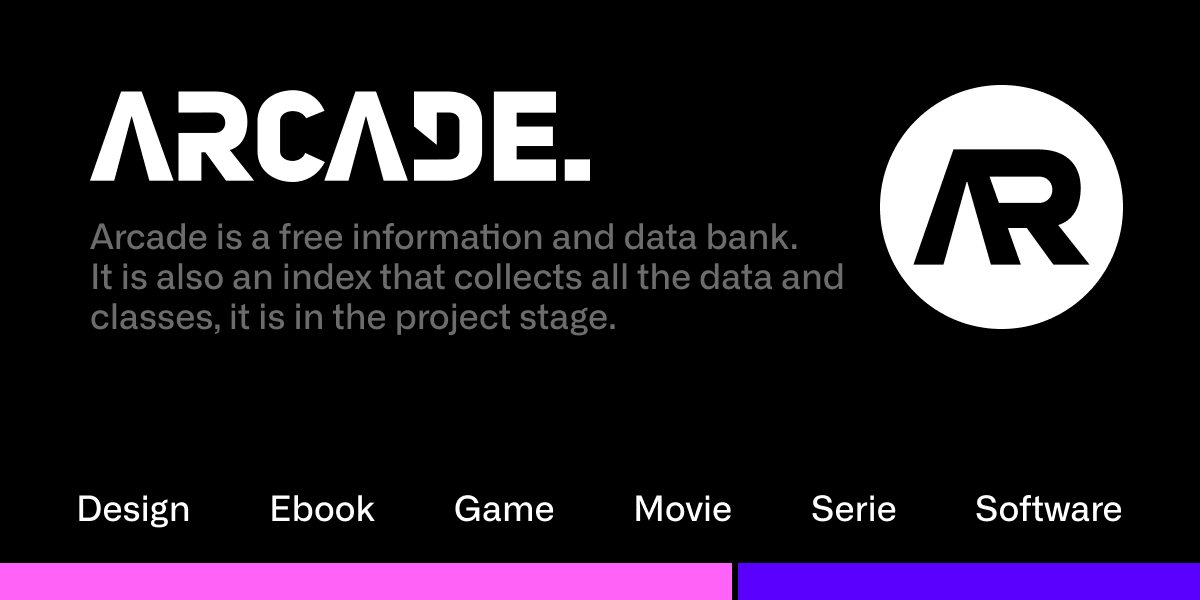 ARCADE.
AR
Arcade is a free information and data bank.
It is also an index that collects all the data and
classes, it is in the project stage.
Design Ebook Game Movie Serie Software